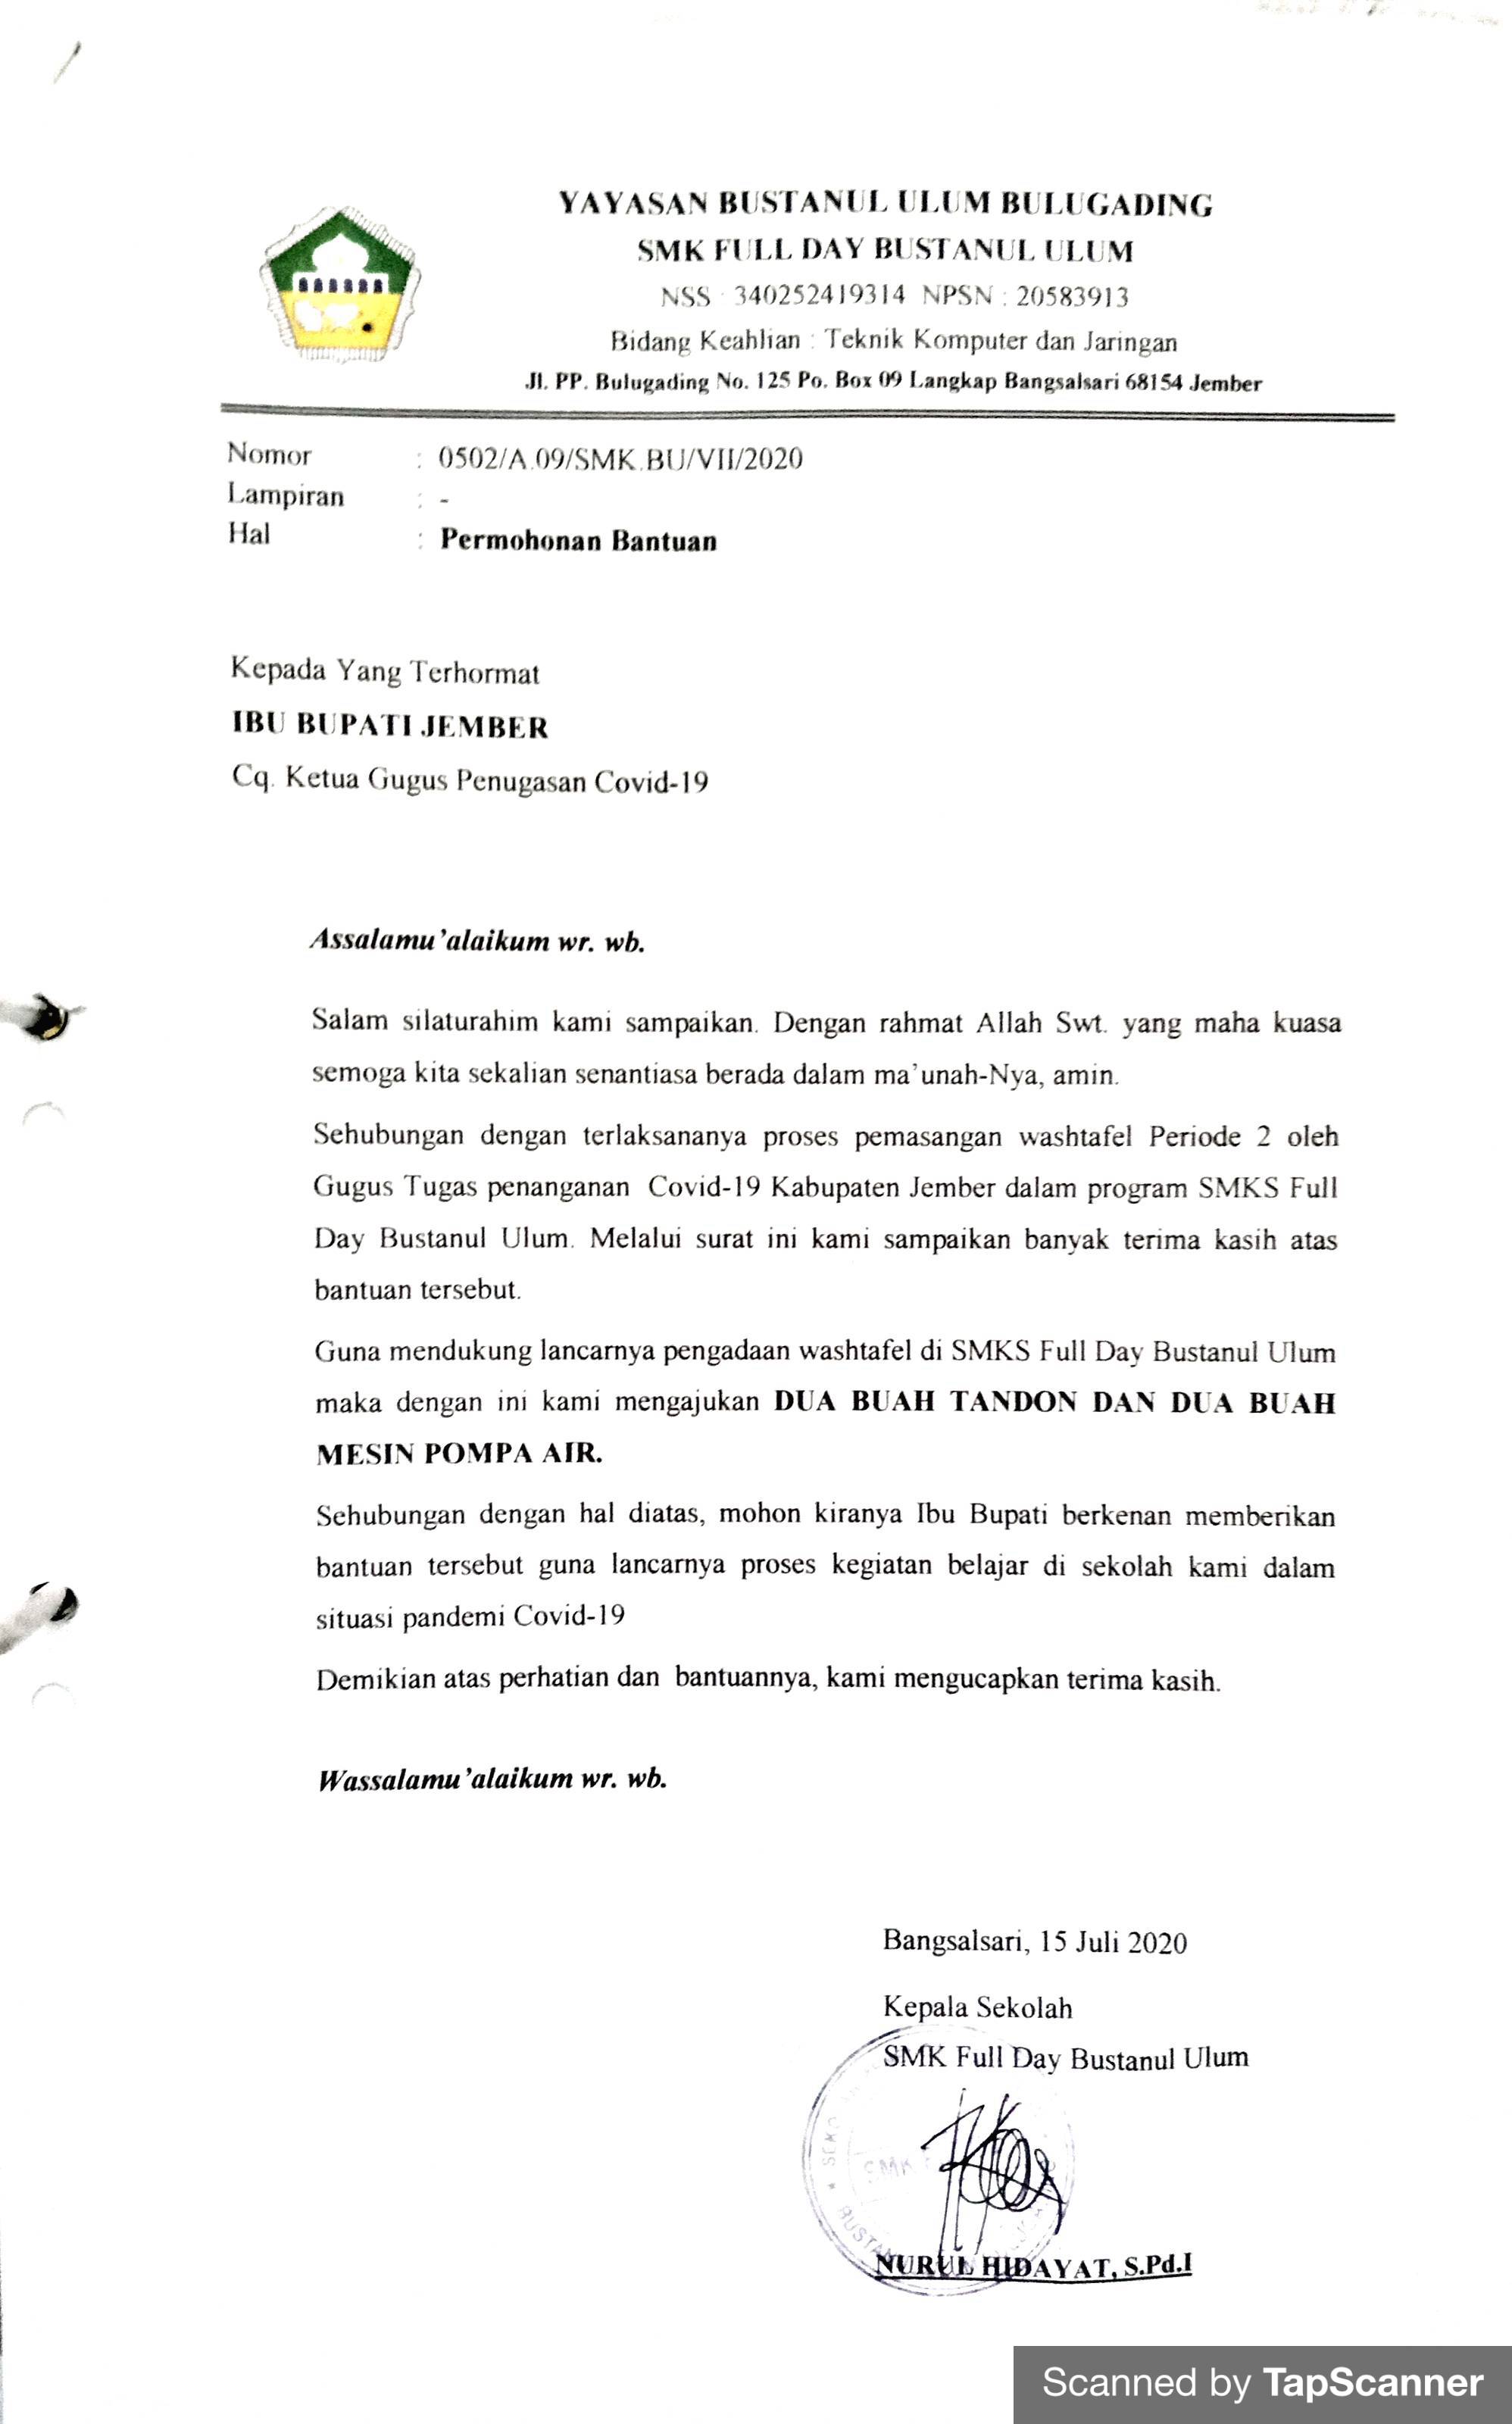 YAYASAN BUSTANUL ULUM BULUGADING
SMK FULL DAY BUSTANUL ULUM
NSS : 340252419314 NPSN : 20583913
Bidang Keahlian : Teknik Komputer dan Jaringan
Jl. PP. Bulugading No. 125 Po. Box 09 Langkap Bangsalsari 68154 Jember
Nomor : 0502/A.09/SMK.BU/VII/2020
Lampiran : -
Hal : Permohonan Bantuan
Kepada Yang Terhormat
IBU BUPATI JEMBER
Cq. Ketua Gugus Penugasan Covid-19
Assalamu'alaikum wr. wb.
Salam silaturahim kami sampaikan. Dengan rahmat Allah Swt. yang maha kuasa
semoga kita sekalian senantiasa berada dalam ma'unah-Nya, amin.
Sehubungan dengan terlaksananya proses pemasangan washtafel Periode 2 oleh
Gugus Tugas penanganan Covid-19 Kabupaten Jember dalam program SMKS Full
Day Bustanul Ulum. Melalui surat ini kami sampaikan banyak terima kasih atas
bantuan tersebut.
Guna mendukung lancarnya pengadaan washtafel di SMKS Full Day Bustanul Ulum
maka dengan ini kami mengajukan DUA BUAH TANDON DAN DUA BUAH
MESIN POMPA AIR.
Sehubungan dengan hal diatas, mohon kiranya Ibu Bupati berkenan memberikan
bantuan tersebut guna lancarnya proses kegiatan belajar di sekolah kami dalam
situasi pandemi Covid-19
Demikian atas perhatian dan bantuannya, kami mengucapkan terima kasih.
Wassalamu'alaikum wr. wb.
Bangsalsari, 15 Juli 2020
Kepala Sekolah
SMK Full Day Bustanul Ulum
SMK
NURUL HIDAYAT, S.Pd.I
Scanned by TapScanner